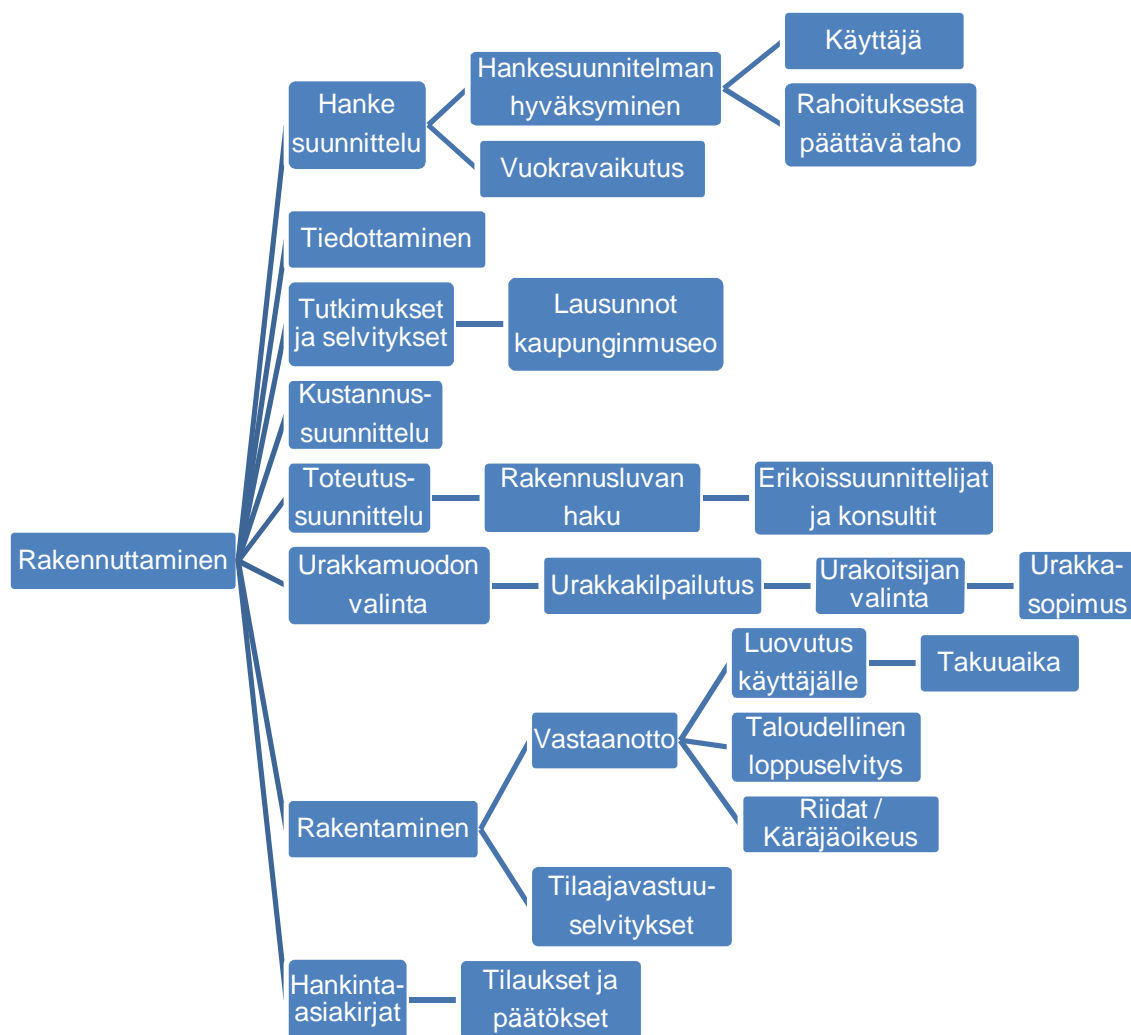 Rakennuttaminen
Hanke
suunnittelu
Hankesuunnitelman
hyväksyminen
Käyttäjä
Rahoituksesta
päättävä taho
Vuokravaikutus
Tiedottaminen
Tutkimukset
ja selvitykset
Lausunnot
kaupunginmuseo
Kustannus-
suunnittelu
Toteutus-
suunnittelu
Rakennusluvan
haku
Erikoissuunnittelijat
ja konsultit
Urakkamuodon
valinta
Urakkakilpailutus
Urakoitsijan
valinta
Urakka-
sopimus
Rakentaminen
Vastaanotto
Luovutus
käyttäjälle
Takuuaika
Taloudellinen
loppuselvitys
Riidat /
Käräjäoikeus
Tilaajavastuu-
selvitykset
Hankinta-
asiakirjat
Tilaukset ja
päätökset